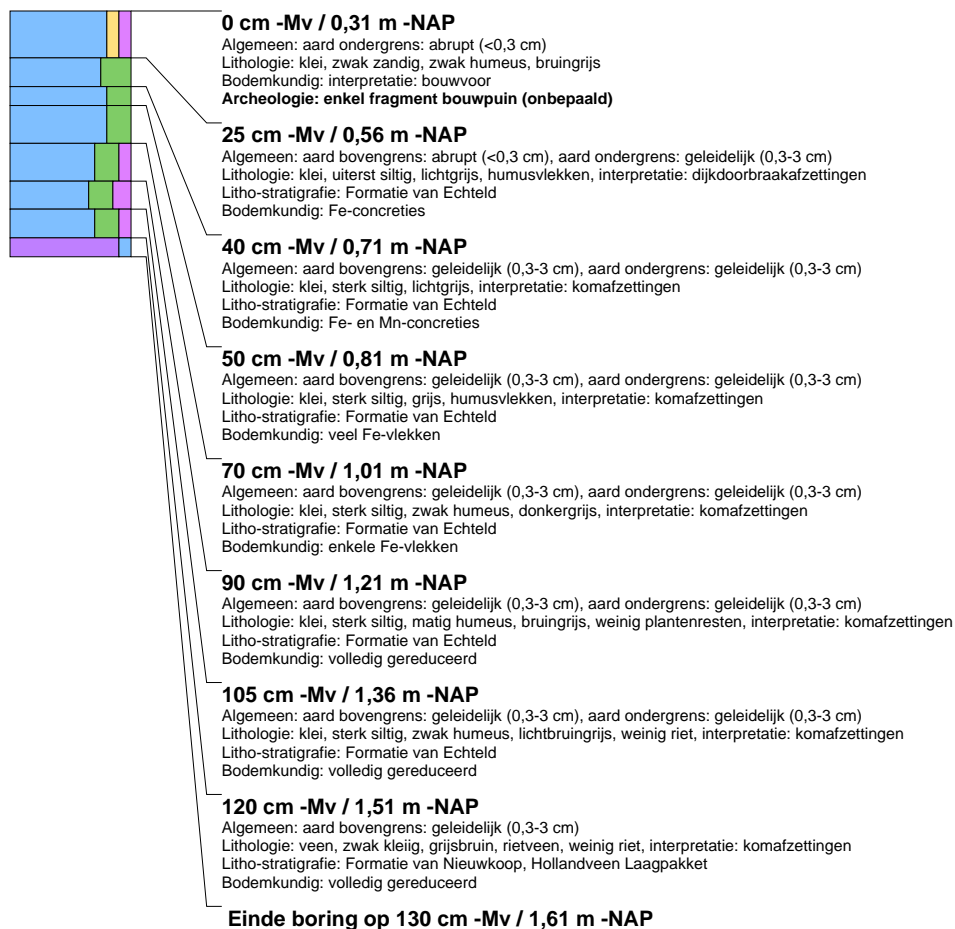 0 cm -Mv / 0,31 m -NAP
Algemeen: aard ondergrens: abrupt (<0,3 cm)
Lithologie: klei, zwak zandig, zwak humeus, bruingrijs
Bodemkundig: interpretatie: bouwvoor
Archeologie: enkel fragment bouwpuin (onbepaald)
25 cm -Mv / 0,56 m -NAP
Algemeen: aard bovengrens: abrupt (<0,3 cm), aard ondergrens: geleidelijk (0,3-3 cm)
Lithologie: klei, uiterst siltig, lichtgrijs, humusvlekken, interpretatie: dijkdoorbraakafzettingen
Litho-stratigrafie: Formatie van Echteld
Bodemkundig: Fe-concreties
40 cm -Mv / 0,71 m -NAP
Algemeen: aard bovengrens: geleidelijk (0,3-3 cm), aard ondergrens: geleidelijk (0,3-3 cm)
Lithologie: klei, sterk siltig, lichtgrijs, interpretatie: komafzettingen
Litho-stratigrafie: Formatie van Echteld
Bodemkundig: Fe- en Mn-concreties
50 cm -Mv / 0,81 m -NAP
Algemeen: aard bovengrens: geleidelijk (0,3-3 cm), aard ondergrens: geleidelijk (0,3-3 cm)
Lithologie: klei, sterk siltig, grijs, humusvlekken, interpretatie: komafzettingen
Litho-stratigrafie: Formatie van Echteld
Bodemkundig: veel Fe-vlekken
70 cm -Mv / 1,01 m -NAP
Algemeen: aard bovengrens: geleidelijk (0,3-3 cm), aard ondergrens: geleidelijk (0,3-3 cm)
Lithologie: klei, sterk siltig, zwak humeus, donkergrijs, interpretatie: komafzettingen
Litho-stratigrafie: Formatie van Echteld
Bodemkundig: enkele Fe-vlekken
90 cm -Mv / 1,21 m -NAP
Algemeen: aard bovengrens: geleidelijk (0,3-3 cm), aard ondergrens: geleidelijk (0,3-3 cm)
Lithologie: klei, sterk siltig, matig humeus, bruingrijs, weinig plantenresten, interpretatie: komafzettingen
Litho-stratigrafie: Formatie van Echteld
Bodemkundig: volledig gereduceerd
105 cm -Mv / 1,36 m -NAP
Algemeen: aard bovengrens: geleidelijk (0,3-3 cm), aard ondergrens: geleidelijk (0,3-3 cm)
Lithologie: klei, sterk siltig, zwak humeus, lichtbruingrijs, weinig riet, interpretatie: komafzettingen
Litho-stratigrafie: Formatie van Echteld
Bodemkundig: volledig gereduceerd
120 cm -Mv / 1,51 m -NAP
Algemeen: aard bovengrens: geleidelijk (0,3-3 cm)
Lithologie: veen, zwak kleiig, grijsbruin, rietveen, weinig riet, interpretatie: komafzettingen
Litho-stratigrafie: Formatie van Nieuwkoop, Hollandveen Laagpakket
Bodemkundig: volledig gereduceerd
Einde boring op 130 cm -Mv / 1,61 m -NAP